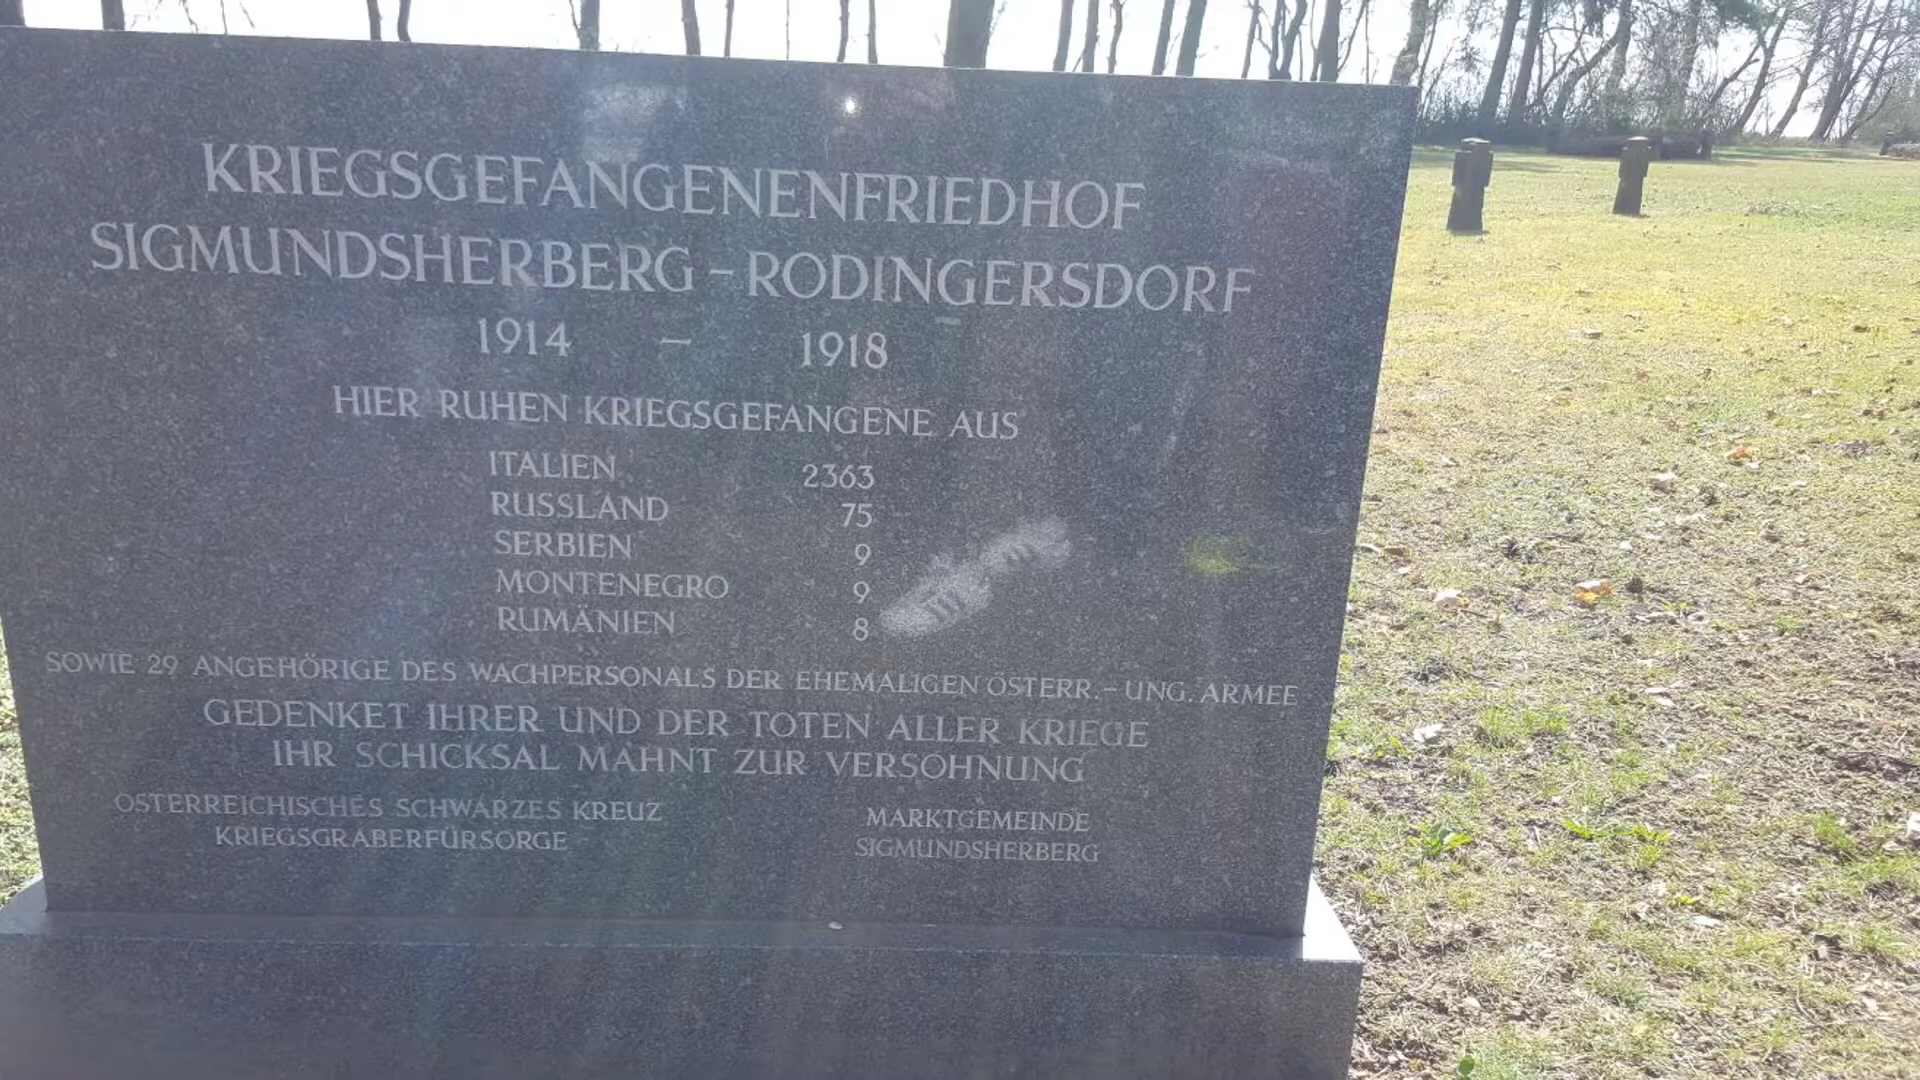 KRIEGSGEFANGENENFRIEDHOF
SIGMUNDSHERBERG – RODINGERSDORF
1914 – 1918
HIER RUHEN KRIEGSGEFANGENE AUS
ITALIEN 2363
RUSSLAND 75
SERBIEN 9
MONTENEGRO 9
RUMÄNIEN 8
SOWIE 29 ANGEHÖRIGE DES WACHPERSONALS DER EHEMALIGEN ÖSTERR. – UNG. ARMEE
GEDENKET IHRER UND DER TOTEN ALLER KRIEGE
IHR SCHICKSAL MAHNT ZUR VERSÖHNUNG
ÖSTERREICHISCHES SCHWARZES KREUZ
KRIEGSGRÄBERFÜRSORGE
MARKTGEMEINDE
SIGMUNDSHERBERG